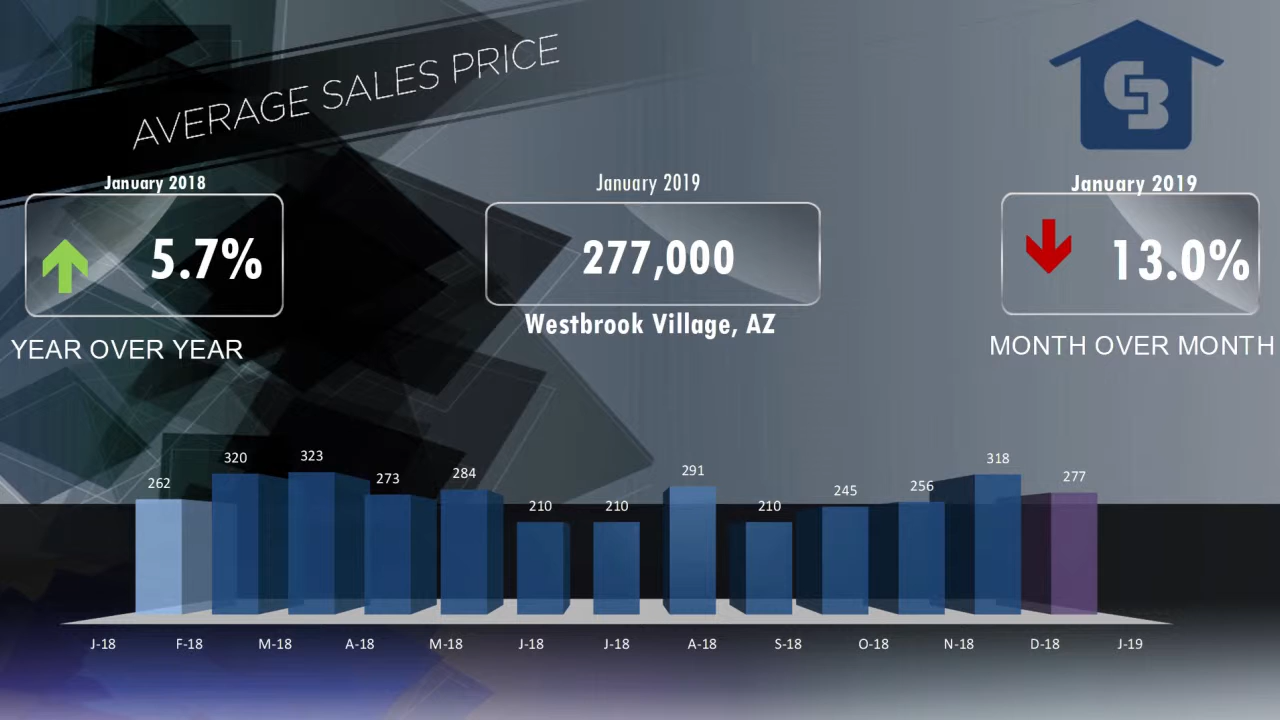 AVERAGE SALES PRICE
CB
January 2018
5.7%
YEAR OVER YEAR
January 2019
277,000
Westbrook Village, AZ
January 2019
13.0%
MONTH OVER MONTH
262 320 323 273 284 210 210 291 210 245 256 318 277
J-18 F-18 M-18 A-18 M-18 J-18 J-18 A-18 S-18 O-18 N-18 D-18 J-19